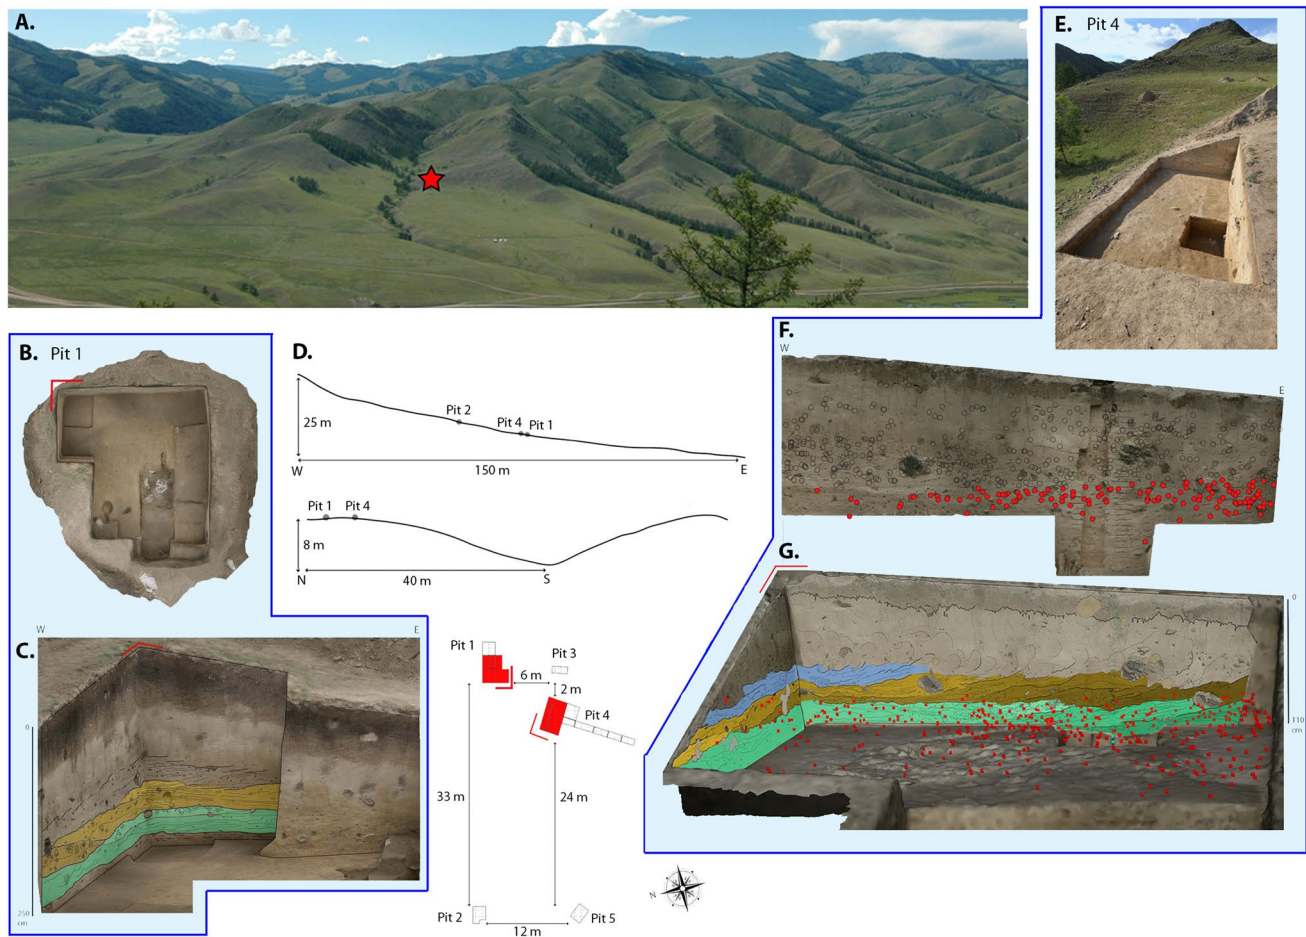 A.
E. Pit 4
B. Pit 1
D.
25 m
Pit 2
Pit 4 Pit 1
W
150 m
E
Pit 1 Pit 4
8 m
N
40 m
S
F.
W
E
G.
0
110
cm
C.
W
E
0
250
cm
Pit 1
Pit 3
6 m
2 m
Pit 4
33 m
24 m
Pit 2
Pit 5
12 m
N